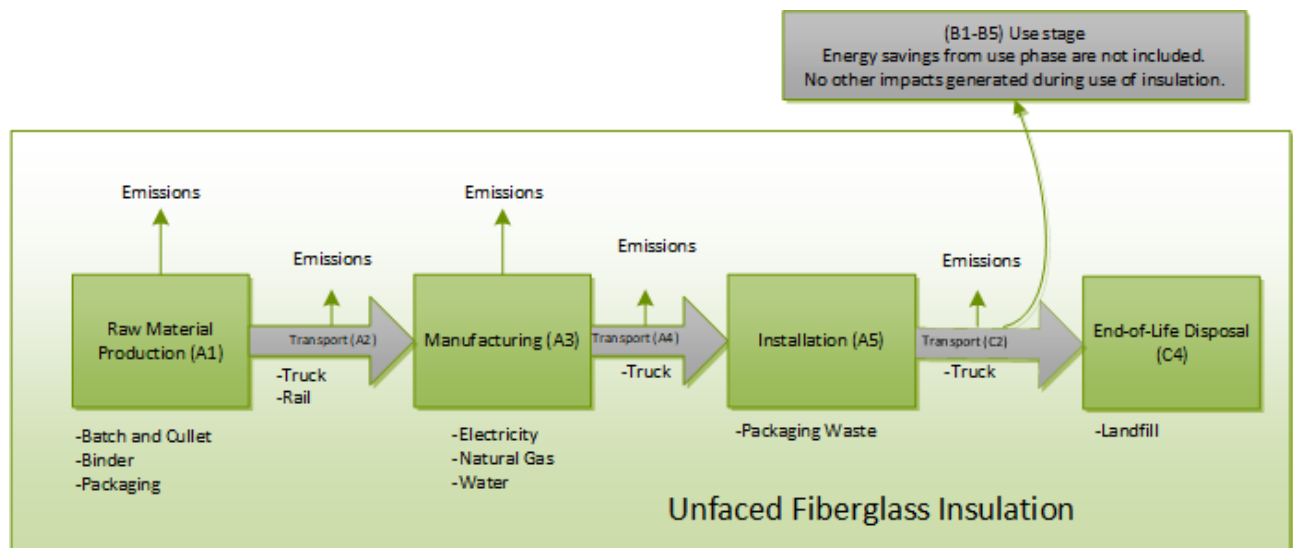 (B1-B5) Use stage
Energy savings from use phase are not included.
No other impacts generated during use of insulation.
Emissions
Emissions
Emissions
Emissions
Emissions
Raw Material
Production (A1)
Transport (A2)
Manufacturing (A3)
Transport (A4)
Installation (A5)
Transport (C2)
End-of-Life Disposal
(C4)
-Truck
-Rail
-Truck
-Truck
-Batch and Cullet
-Binder
-Packaging
-Electricity
-Natural Gas
-Water
-Packaging Waste
-Landfill
Unfaced Fiberglass Insulation